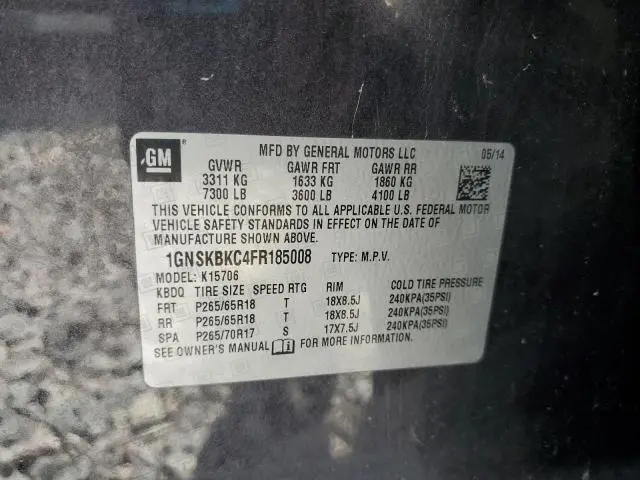 GM ® MFD BY GENERAL MOTORS LLC 05/14
GVWR GAWR FRT GAWR RR
3311 KG 1633 KG 1860 KG
7300 LB 3600 LB 4100 LB
THIS VEHICLE CONFORMS TO ALL APPLICABLE U.S. FEDERAL MOTOR
VEHICLE SAFETY STANDARDS IN EFFECT ON THE DATE OF
MANUFACTURE SHOWN ABOVE.
1GNSKBKC4FR185008 TYPE: M.P.V.
MODEL: K15706
KBDQ TIRE SIZE SPEED RTG RIM COLD TIRE PRESSURE
FRT P265/65R18 T 18X8.5J 240KPA(35PSI)
RR P265/65R18 T 18X8.5J 240KPA(35PSI)
SPA P265/70R17 S 17X7.5J 240KPA(35PSI)
SEE OWNER'S MANUAL i FOR MORE INFORMATION.